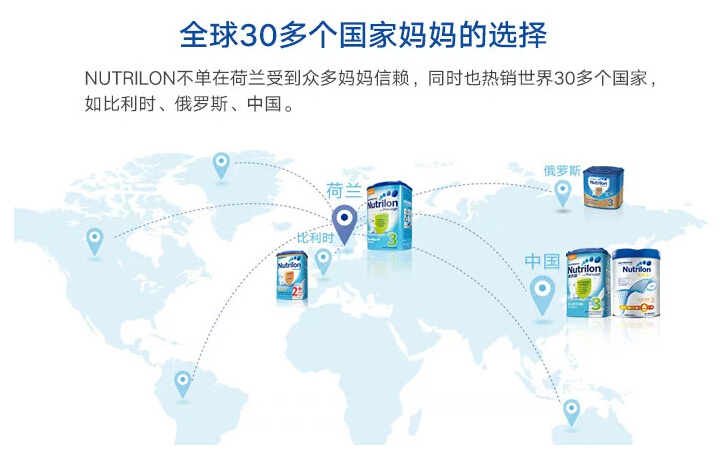 全球30多个国家妈妈的选择
NUTRILON不单在荷兰受到众多妈妈信赖，同时也热销世界30多个国家，
如比利时、俄罗斯、中国。
俄罗斯
荷兰
Nutrilon
3
Nutrilon
3
比利时
Nutrilon
2+
中国
Nutrilon
3
Nutrilon
3